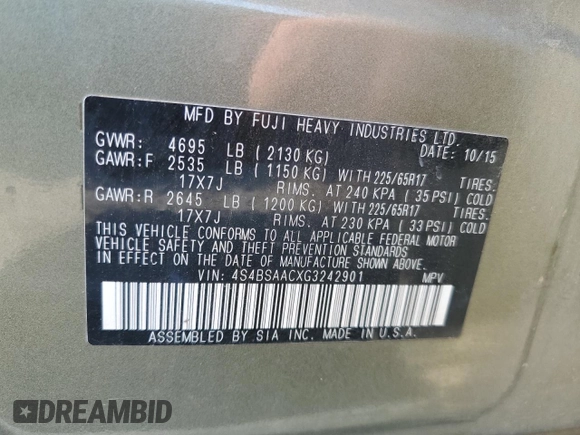 MFD BY FUJI HEAVY INDUSTRIES LTD.
GVWR: 4695 LB ( 2130 KG) DATE: 10/15
GAWR:F 2535 LB ( 1150 KG) WITH 225/65R17 TIRES.
17X7J RIMS. AT 240 KPA ( 35 PSI) COLD
GAWR:R 2645 LB ( 1200 KG) WITH 225/65R17 TIRES.
17X7J RIMS. AT 230 KPA ( 33 PSI) COLD
THIS VEHICLE CONFORMS TO ALL APPLICABLE FEDERAL MOTOR
VEHICLE SAFETY AND THEFT PREVENTION STANDARDS
IN EFFECT ON THE DATE OF MANUFACTURE SHOWN ABOVE.
VIN: 4S4BSAACXG3242901 MPV
ASSEMBLED BY SIA INC. MADE IN U.S.A.
DREAMBID